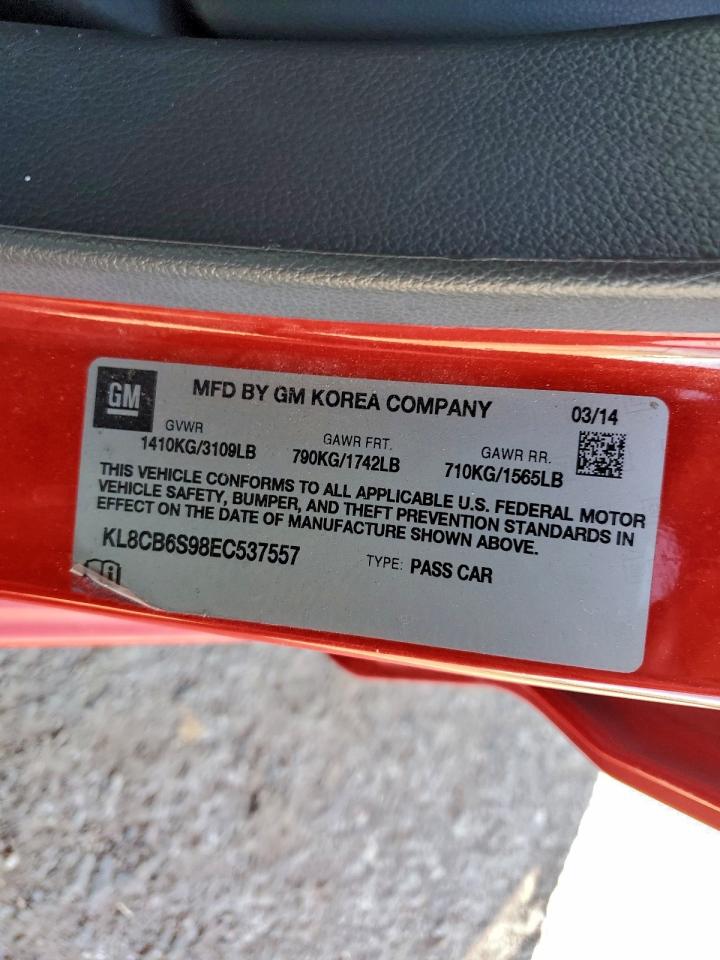 GM
MFD BY GM KOREA COMPANY
03/14
GVWR
GAWR FRT.
GAWR RR.
1410KG/3109LB
790KG/1742LB
710KG/1565LB
THIS VEHICLE CONFORMS TO ALL APPLICABLE U.S. FEDERAL MOTOR
VEHICLE SAFETY, BUMPER, AND THEFT PREVENTION STANDARDS IN
EFFECT ON THE DATE OF MANUFACTURE SHOWN ABOVE.
KL8CB6S98EC537557
TYPE: PASS CAR